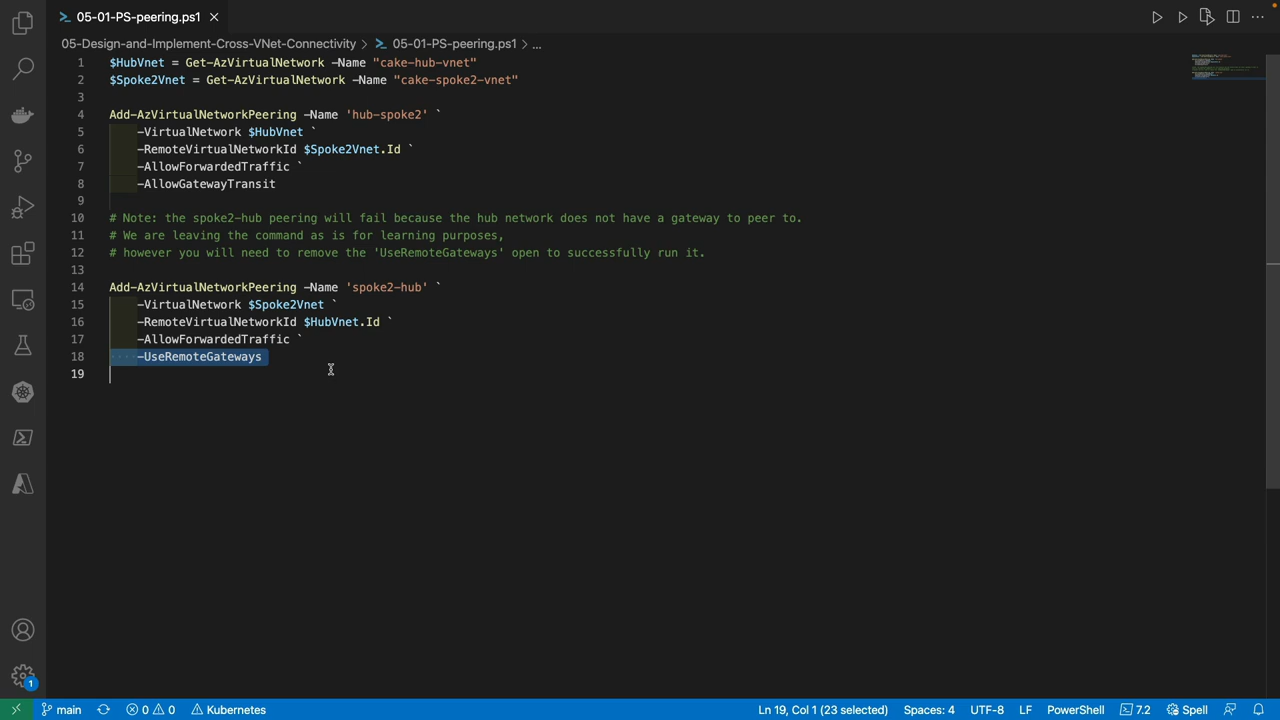 05-01-PS-peering.ps1
05-Design-and-Implement-Cross-VNet-Connectivity > 05-01-PS-peering.ps1 > ...
1 $HubVnet = Get-AzVirtualNetwork -Name "cake-hub-vnet"
2 $Spoke2Vnet = Get-AzVirtualNetwork -Name "cake-spoke2-vnet"
3
4 Add-AzVirtualNetworkPeering -Name 'hub-spoke2' `
5 -VirtualNetwork $HubVnet `
6 -RemoteVirtualNetworkId $Spoke2Vnet.Id `
7 -AllowForwardedTraffic `
8 -AllowGatewayTransit
9
10 # Note: the spoke2-hub peering will fail because the hub network does not have a gateway to peer to.
11 # We are leaving the command as is for learning purposes,
12 # however you will need to remove the 'UseRemoteGateways' open to successfully run it.
13
14 Add-AzVirtualNetworkPeering -Name 'spoke2-hub' `
15 -VirtualNetwork $Spoke2Vnet `
16 -RemoteVirtualNetworkId $HubVnet.Id `
17 -AllowForwardedTraffic `
18 -UseRemoteGateways
19
1
main 0 0 Kubernetes Ln 19, Col 1 (23 selected) Spaces: 4 UTF-8 LF PowerShell 7.2 Spell